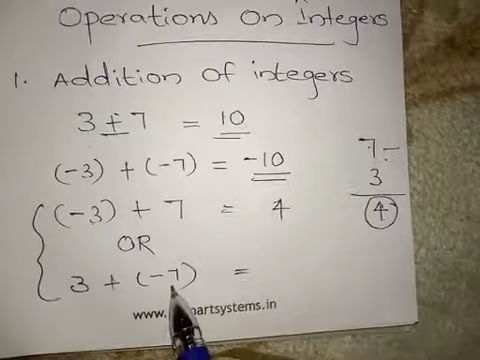 Operations On Integers
1. Addition of integers
3 + 7 = 10
(-3) + (-7) = -10
(-3) + 7 = 4
OR
3 + (-7) =
7 -
3
4
www. artsystems.in